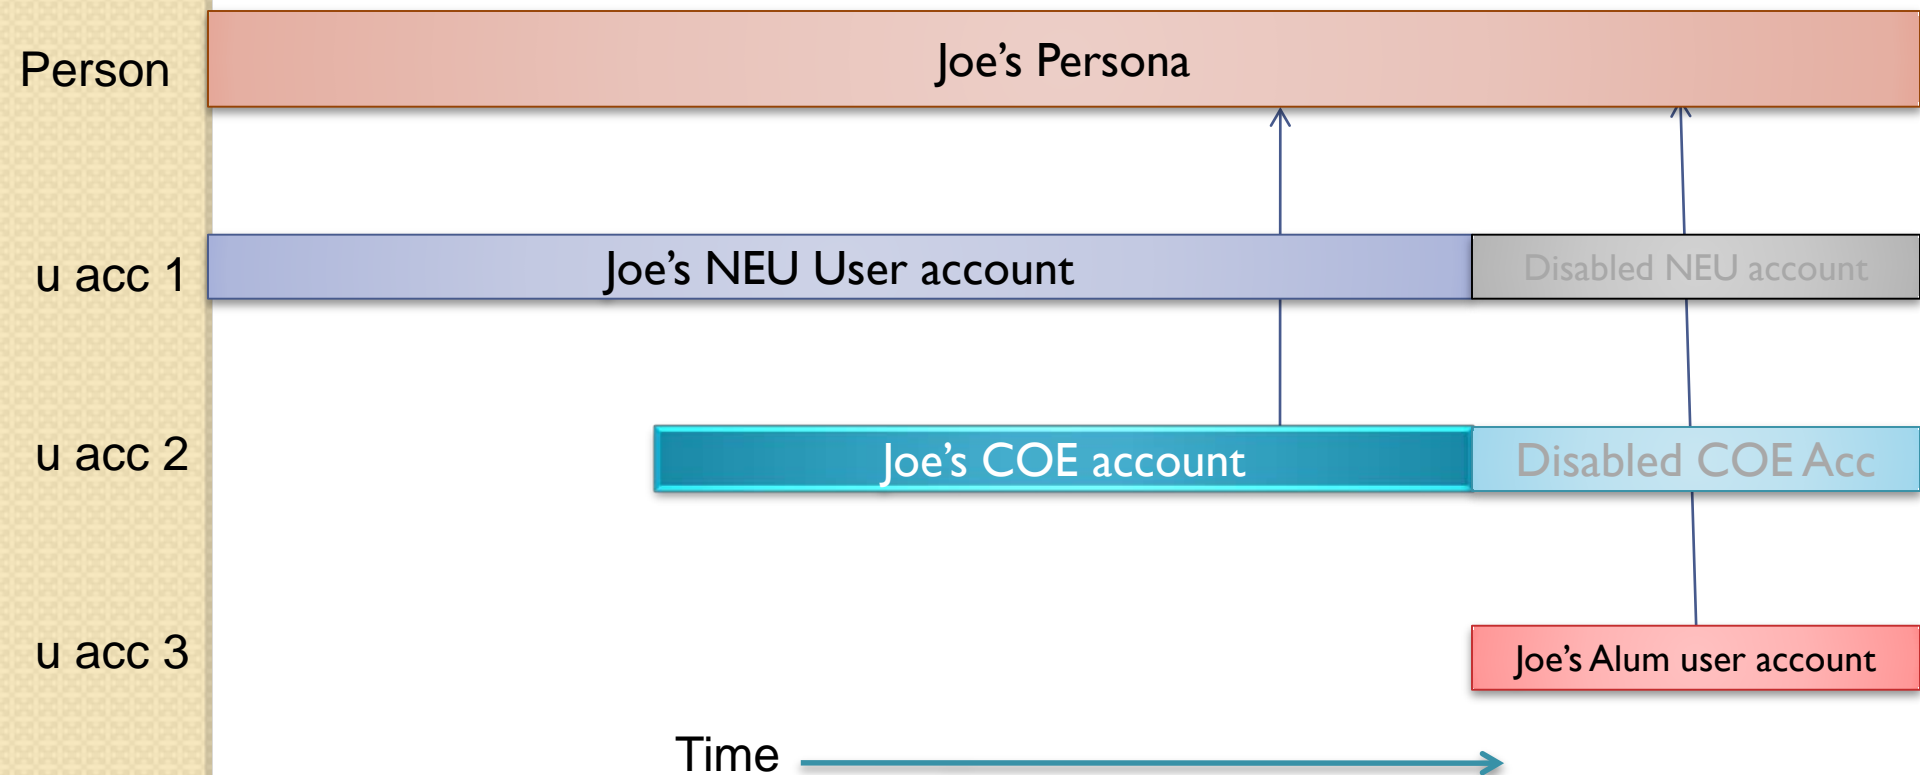 Person
Joe’s Persona
u acc 1
Joe’s NEU User account
Disabled NEU account
u acc 2
Joe’s COE account
Disabled COE Acc
u acc 3
Joe’s Alum user account
Time